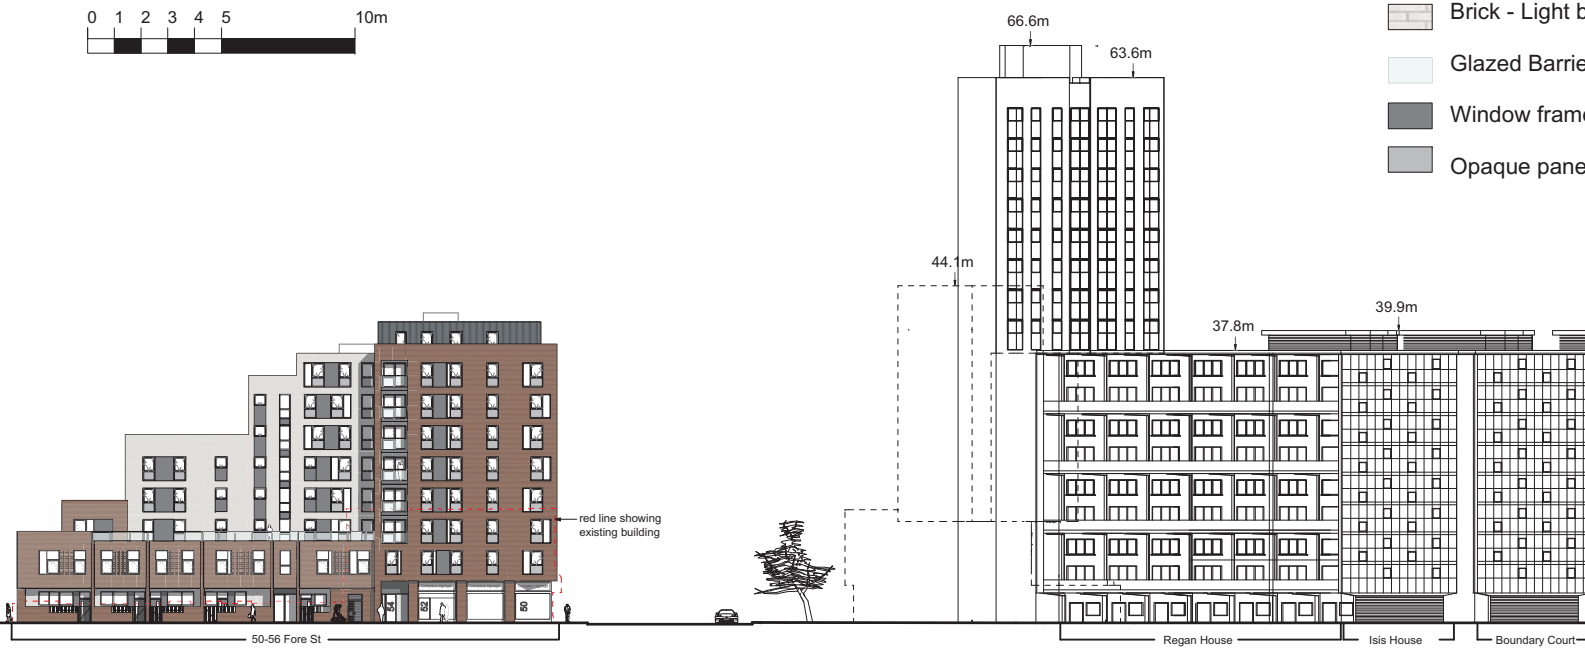 0 1 2 3 4 5 10m
66.6m
63.6m
44.1m
37.8m
39.9m
Brick - Light b
Glazed Barrie
Window frame
Opaque pane
red line showing
existing building
54
52
50
50-56 Fore St
Regan House
Isis House
Boundary Court